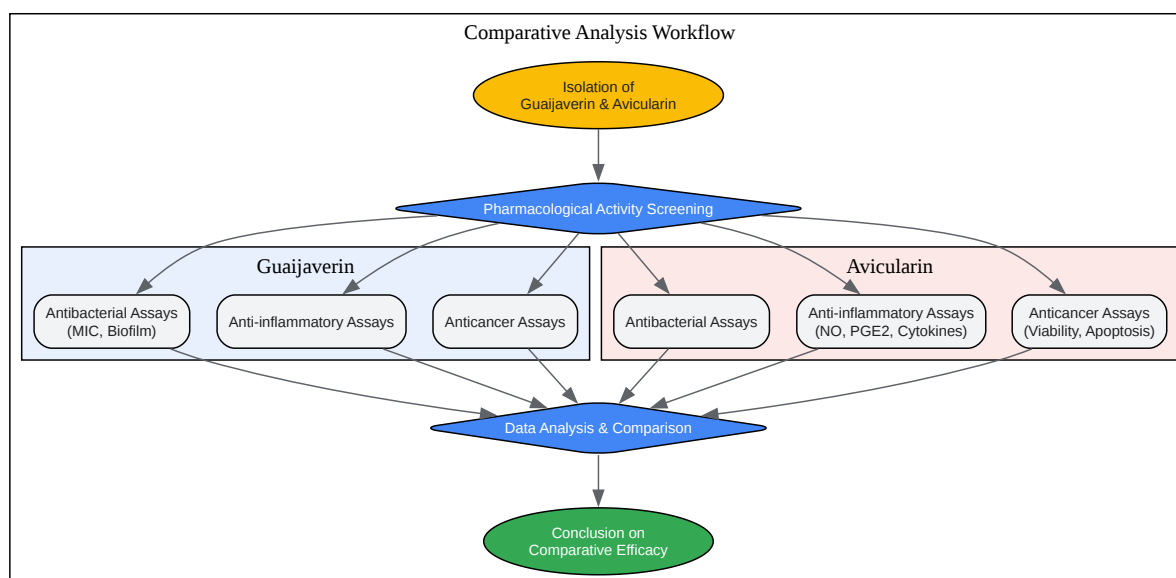 Comparative Analysis Workflow
Isolation of
Guaijaverin & Avicularin
Pharmacological Activity Screening
Guaijaverin
Antibacterial Assays
(MIC, Biofilm)
Anti-inflammatory Assays
Anticancer Assays
Avicularin
Antibacterial Assays
Anti-inflammatory Assays
(NO, PGE2, Cytokines)
Anticancer Assays
(Viability, Apoptosis)
Data Analysis & Comparison
Conclusion on
Comparative Efficacy